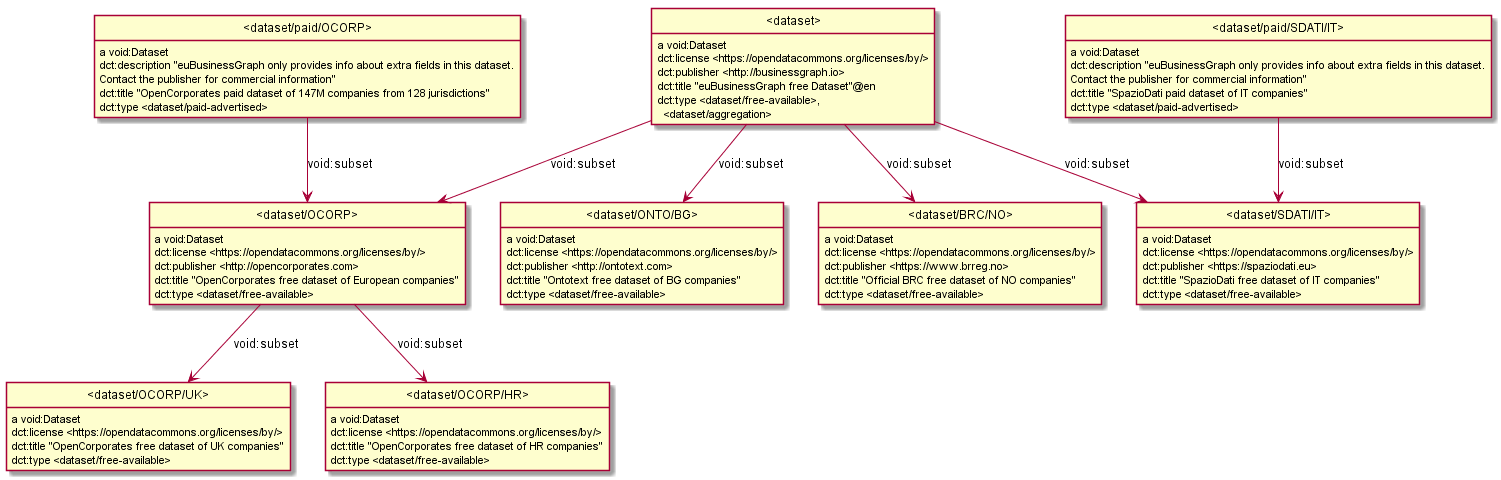 <dataset/paid/OCORP>
a void:Dataset
dct:description "euBusinessGraph only provides info about extra fields in this dataset.
Contact the publisher for commercial information"
dct:title "OpenCorporates paid dataset of 147M companies from 128 jurisdictions"
dct:type <dataset/paid-advertised>
<dataset>
a void:Dataset
dct:license <https://opendatacommons.org/licenses/by/>
dct:publisher <http://businessgraph.io>
dct:title "euBusinessGraph free Dataset"@en
dct:type <dataset/free-available>,
<dataset/aggregation>
<dataset/paid/SDATI/IT>
a void:Dataset
dct:description "euBusinessGraph only provides info about extra fields in this dataset.
Contact the publisher for commercial information"
dct:title "SpazioDati paid dataset of IT companies"
dct:type <dataset/paid-advertised>
void:subset
void:subset
void:subset
void:subset
void:subset
void:subset
<dataset/OCORP>
a void:Dataset
dct:license <https://opendatacommons.org/licenses/by/>
dct:publisher <http://opencorporates.com>
dct:title "OpenCorporates free dataset of European companies"
dct:type <dataset/free-available>
<dataset/ONTO/BG>
a void:Dataset
dct:license <https://opendatacommons.org/licenses/by/>
dct:publisher <http://ontotext.com>
dct:title "Ontotext free dataset of BG companies"
dct:type <dataset/free-available>
<dataset/BRC/NO>
a void:Dataset
dct:license <https://opendatacommons.org/licenses/by/>
dct:publisher <https://www.brreg.no>
dct:title "Official BRC free dataset of NO companies"
dct:type <dataset/free-available>
<dataset/SDATI/IT>
a void:Dataset
dct:license <https://opendatacommons.org/licenses/by/>
dct:publisher <https://spaziodati.eu>
dct:title "SpazioDati free dataset of IT companies"
dct:type <dataset/free-available>
void:subset
void:subset
<dataset/OCORP/UK>
a void:Dataset
dct:license <https://opendatacommons.org/licenses/by/>
dct:title "OpenCorporates free dataset of UK companies"
dct:type <dataset/free-available>
<dataset/OCORP/HR>
a void:Dataset
dct:license <https://opendatacommons.org/licenses/by/>
dct:title "OpenCorporates free dataset of HR companies"
dct:type <dataset/free-available>